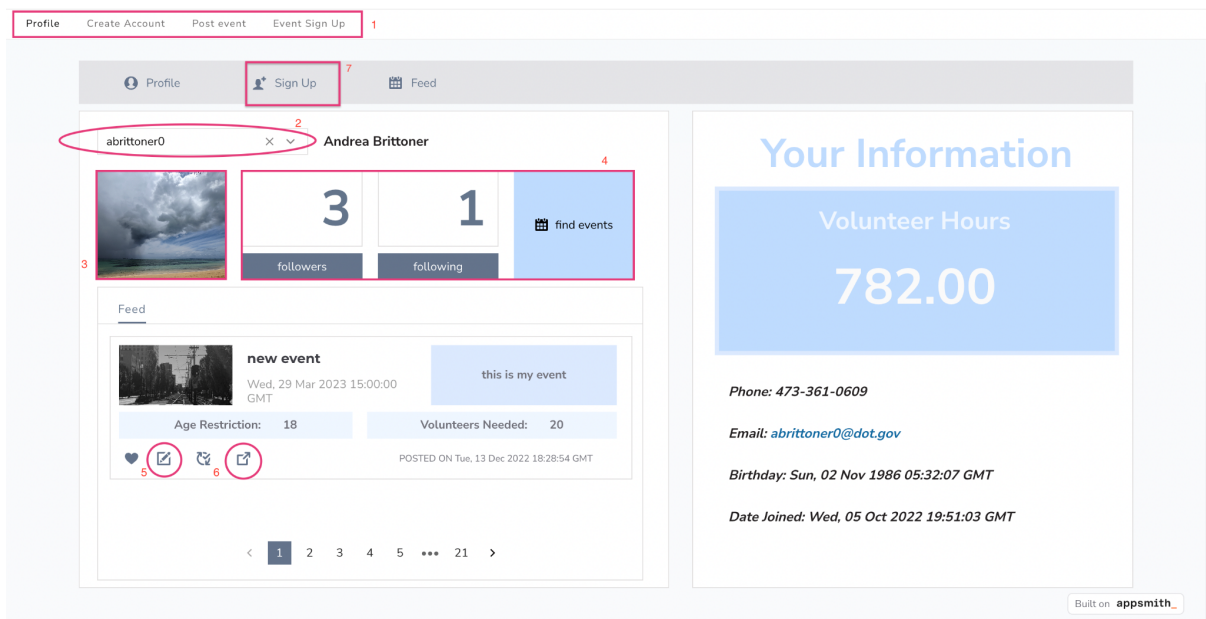 Profile Create Account Post event Event Sign Up 1
Profile Sign Up 7 Feed
2
abrittoner0 Andrea Brittoner
4
3 1
find events
3
followers following
Feed
new event
Wed, 29 Mar 2023 15:00:00
GMT
this is my event
Age Restriction: 18 Volunteers Needed: 20
5 6 POSTED ON Tue, 13 Dec 2022 18:28:54 GMT
1 2 3 4 5 ••• 21
Your Information
Volunteer Hours
782.00
Phone: 473-361-0609
Email: abrittoner0@dot.gov
Birthday: Sun, 02 Nov 1986 05:32:07 GMT
Date Joined: Wed, 05 Oct 2022 19:51:03 GMT
Built on appsmith_